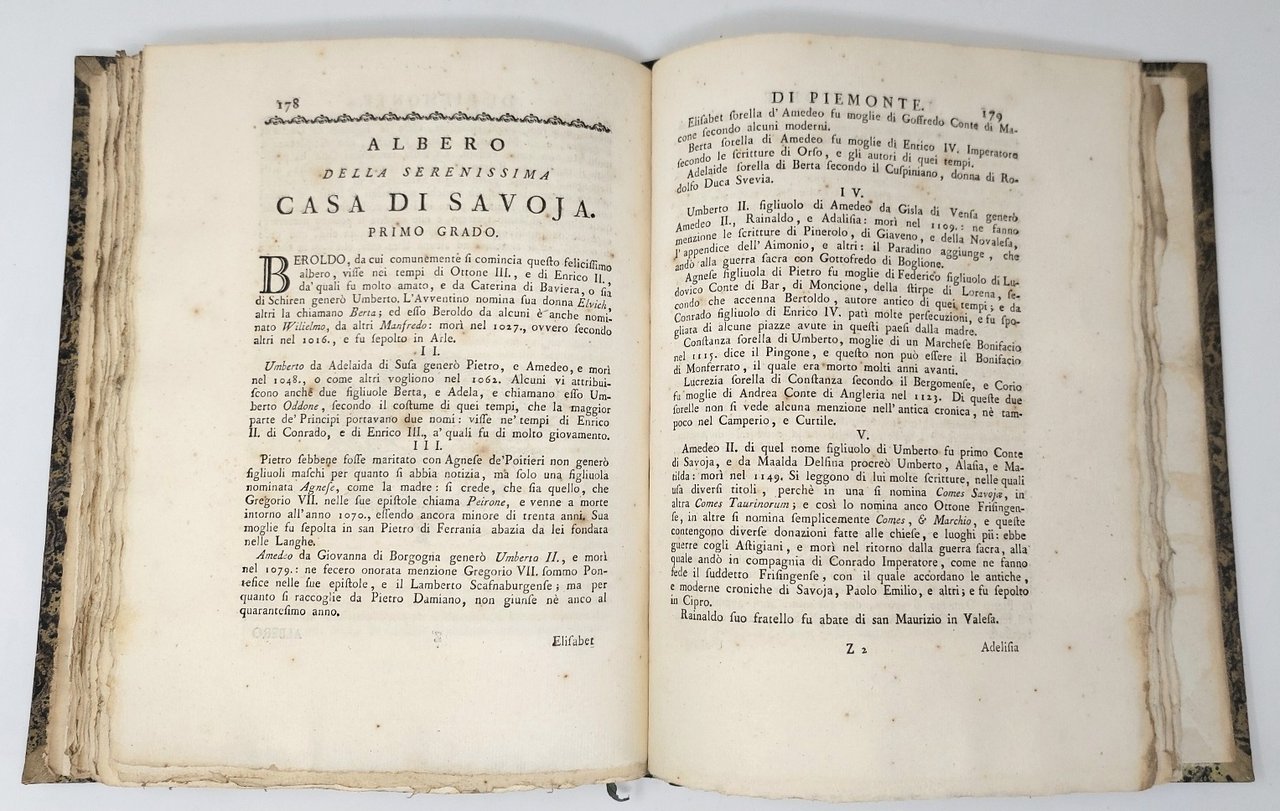 178
ALBERO
DELLA SERENISSIMA
CASA DI SAVOJA.
PRIMO GRADO.
BEROLDO, da cui comunemente ſi comincia queſto feliciſſimo
albero, viſſe nei tempi di Ottone III., e di Enrico II.,
da' quali fu molto amato, e da Caterina di Baviera, o ſia
di Schiren generò Umberto. L'Avventino nomina ſua donna Elvich,
altri la chiamano Berta; ed eſſo Beroldo da alcuni è anche nomi-
nato Wilielmo, da altri Manfredo: morì nel 1027., ovvero ſecondo
altri nel 1016., e fu ſepolto in Arle.
II.
Umberto da Adelaida di Suſa generò Pietro, e Amedeo, e morì
nel 1048., o come altri vogliono nel 1062. Alcuni vi attribui-
ſcono anche due figliuole Berta, e Adela, e chiamano eſſo Um-
berto Oddone, ſecondo il coſtume di quei tempi, che la maggior
parte de' Principi portavano due nomi: viſſe ne' tempi di Enrico
II. di Conrado, e di Enrico III., a' quali fu di molto giovamento.
III.
Pietro ſebbene foſſe maritato con Agneſe de'Poitieri non generò
figliuoli maſchi per quanto ſi abbia notizia, mà ſolo una figliuola
nominata Agneſe, come la madre: ſi crede, che ſia quello, che
Gregorio VII. nelle ſue epiſtole chiama Peirone, e venne a morte
intorno all'anno 1070., eſſendo ancora minore di trenta anni. Sua
moglie fu ſepolta in san Pietro di Ferrania abazia da lei fondata
nelle Langhe.
Amedeo da Giovanna di Borgogna generò Umberto II., e morì
nel 1079.: ne fecero onorata menzione Gregorio VII. ſommo Pon-
tefice nelle ſue epiſtole, e il Lamberto Scafnaburgenſe; ma per
quanto ſi raccoglie da Pietro Damiano, non giunſe nè anco al
quaranteſimo anno.
Eliſabet
DI PIEMONTE. 179
Eliſabet ſorella d'Amedeo fu moglie di Goffredo Conte di Ma-
cone ſecondo alcuni moderni.
Berta ſorella di Amedeo fu moglie di Enrico IV. Imperatore
ſecondo le ſcritture di Orſo, e gli autori di quei tempi.
Adelaide ſorella di Berta ſecondo il Cuſpiniano, donna di Ro-
dolfo Duca Svevia.
IV.
Umberto II. figliuolo di Amedeo da Gisla di Venſa generò
Amedeo II., Rainaldo, e Adaliſia: morì nel 1109.: ne fanno
menzione le ſcritture di Pinerolo, di Giaveno, e della Novaleſa,
l'appendice dell'Aimonio, e altri: il Paradino aggiunge, che
andò alla guerra ſacra con Gottofredo di Boglione.
Agneſe figliuola di Pietro fu moglie di Federico figliuolo di Lu-
dovico Conte di Bar, di Moncione, della ſtirpe di Lorena, ſe-
condo che accenna Bertoldo, autore antico di quei tempi; e da
Conrado figliuolo di Enrico IV. patì molte perſecuzioni, e fu ſpo-
gliata di alcune piazze avute in queſti paeſi dalla madre.
Conſtanza ſorella di Umberto, moglie di un Marcheſe Bonifacio
nel 1115. dice il Pingone, e queſto non può eſſere il Bonifacio
di Monferrato, il quale era morto molti anni avanti.
Lucrezia ſorella di Conſtanza ſecondo il Bergomenſe, e Corio
fu moglie di Andrea Conte di Angleria nel 1123. Di queſte due
ſorelle non ſi vede alcuna menzione nell'antica cronica, nè tam-
poco nel Camperio, e Curtile.
V.
Amedeo II. di quel nome figliuolo di Umberto fu primo Conte
di Savoja, e da Maalda Delfina procreò Umberto, Alaſia, e Ma-
tilda: morì nel 1149. Si leggono di lui molte ſcritture, nelle quali
uſa diverſi titoli, perchè in una ſi nomina Comes Savojæ, in
altra Comes Taurinorum; e così lo nomina anco Ottone Friſingen-
ſe, in altre ſi nomina ſemplicemente Comes, & Marchio, e queſte
contengono diverſe donazioni fatte alle chieſe, e luoghi pii: ebbe
guerre cogli Aſtigiani, e morì nel ritorno dalla guerra ſacra, alla
quale andò in compagnia di Conrado Imperatore, come ne fanno
fede il ſuddetto Friſingenſe, con il quale accordano le antiche,
e moderne croniche di Savoja, Paolo Emilio, e altri; e fu ſepolto
in Cipro.
Rainaldo suo fratello fu abate di san Maurizio in Valeſa.
Z 2
Adeliſia